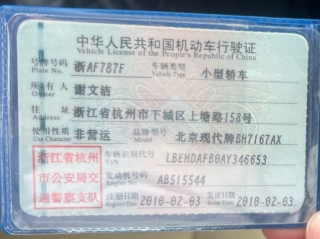 中华人民共和国机动车行驶证
Vehicle License of the People's Republic of China
号牌号码 浙AF787F 车辆类型 小型轿车
Plate No. Vehicle Type
所有人 谢文洁
Owner
住址 浙江省杭州市下城区上塘路158号
Address
使用性质 非营运 品牌型号 北京现代牌BH7167AX
Use Character Model
浙江省杭州市公安局交通警察支队
车辆识别代号 LBEHDAFB0AY346653
VIN
发动机号码 AB515544
Engine No.
注册日期 2010-02-03 发证日期 2010-02-03
Register Date Issue Date